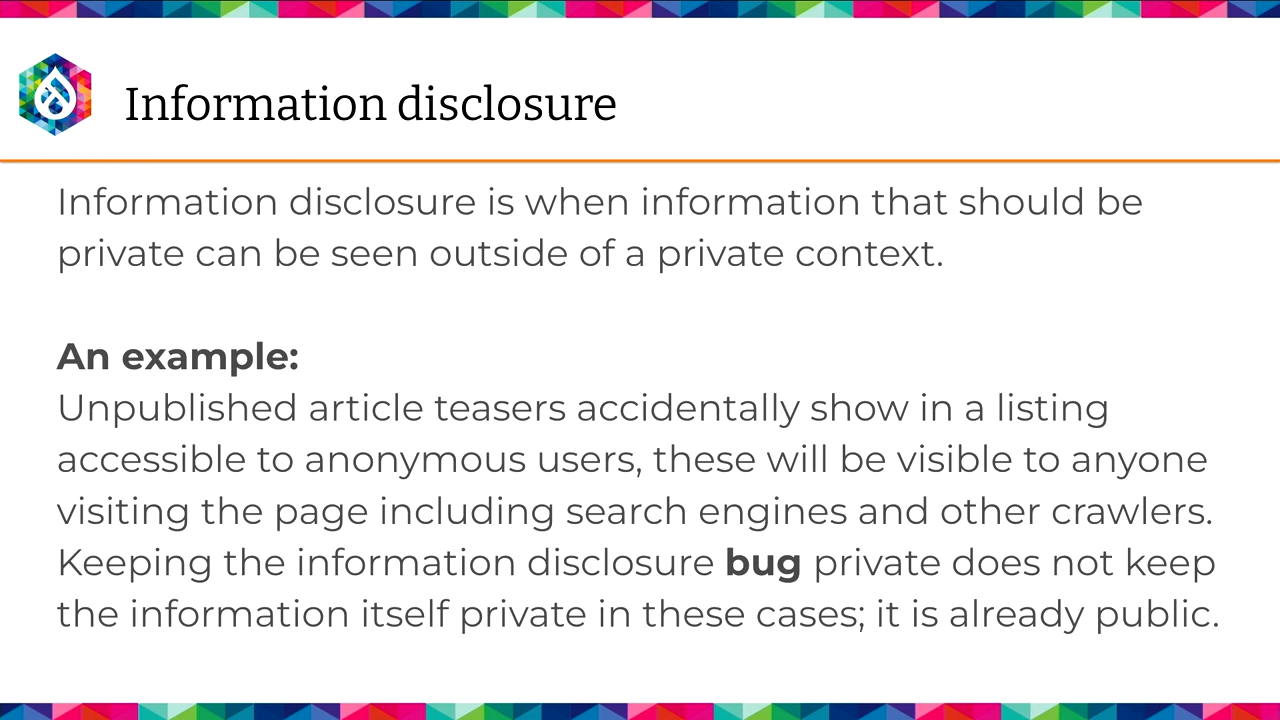 Information disclosure
Information disclosure is when information that should be
private can be seen outside of a private context.
An example:
Unpublished article teasers accidentally show in a listing
accessible to anonymous users, these will be visible to anyone
visiting the page including search engines and other crawlers.
Keeping the information disclosure bug private does not keep
the information itself private in these cases; it is already public.